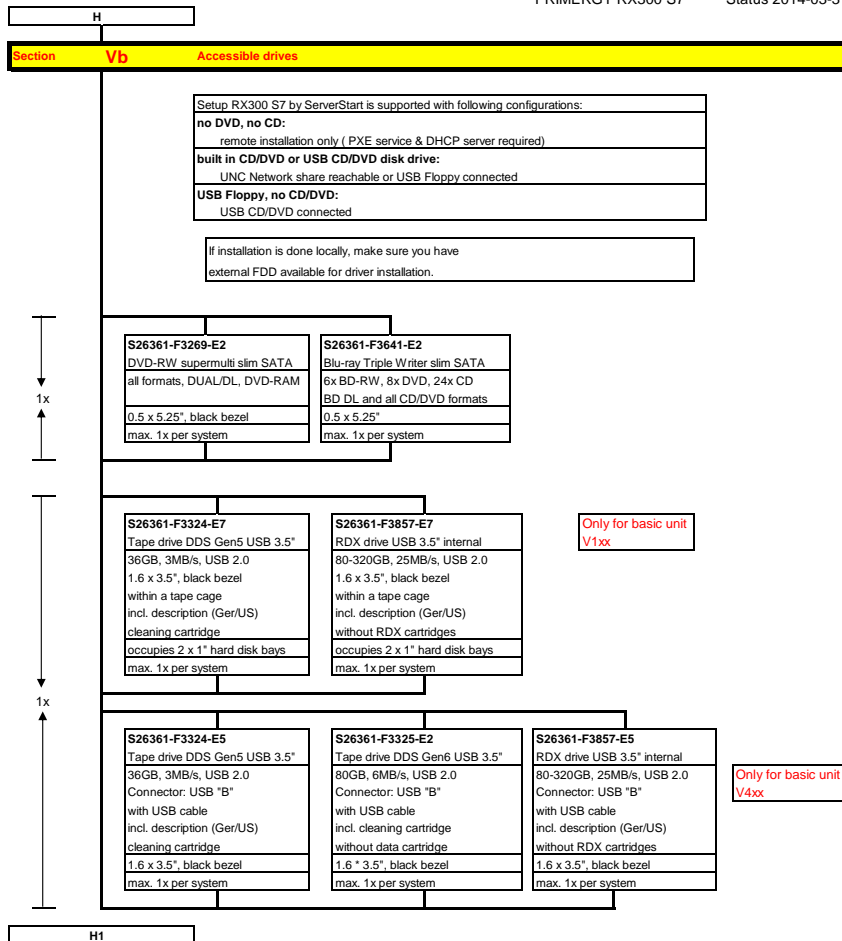 PRIMERGY RX300 S7 Status 2014-03-3
H
Section Vb Accessible drives
Setup RX300 S7 by ServerStart is supported with following configurations:
no DVD, no CD:
remote installation only ( PXE service & DHCP server required)
built in CD/DVD or USB CD/DVD disk drive:
UNC Network share reachable or USB Floppy connected
USB Floppy, no CD/DVD:
USB CD/DVD connected
If installation is done locally, make sure you have
external FDD available for driver installation.
1x
S26361-F3269-E2
DVD-RW supermulti slim SATA
all formats, DUAL/DL, DVD-RAM
0.5 x 5.25", black bezel
max. 1x per system
S26361-F3641-E2
Blu-ray Triple Writer slim SATA
6x BD-RW, 8x DVD, 24x CD
BD DL and all CD/DVD formats
0.5 x 5.25"
max. 1x per system
S26361-F3324-E7
Tape drive DDS Gen5 USB 3.5"
36GB, 3MB/s, USB 2.0
1.6 x 3.5", black bezel
within a tape cage
incl. description (Ger/US)
cleaning cartridge
occupies 2 x 1" hard disk bays
max. 1x per system
S26361-F3857-E7
RDX drive USB 3.5" internal
80-320GB, 25MB/s, USB 2.0
1.6 x 3.5", black bezel
within a tape cage
incl. description (Ger/US)
without RDX cartridges
occupies 2 x 1" hard disk bays
max. 1x per system
Only for basic unit
V1xx
1x
S26361-F3324-E5
Tape drive DDS Gen5 USB 3.5"
36GB, 3MB/s, USB 2.0
Connector: USB "B"
with USB cable
incl. description (Ger/US)
cleaning cartridge
1.6 x 3.5", black bezel
max. 1x per system
S26361-F3325-E2
Tape drive DDS Gen6 USB 3.5"
80GB, 6MB/s, USB 2.0
Connector: USB "B"
with USB cable
incl. cleaning cartridge
without data cartridge
1.6 * 3.5", black bezel
max. 1x per system
S26361-F3857-E5
RDX drive USB 3.5" internal
80-320GB, 25MB/s, USB 2.0
Connector: USB "B"
with USB cable
incl. description (Ger/US)
without RDX cartridges
1.6 x 3.5", black bezel
max. 1x per system
Only for basic unit
V4xx
H1